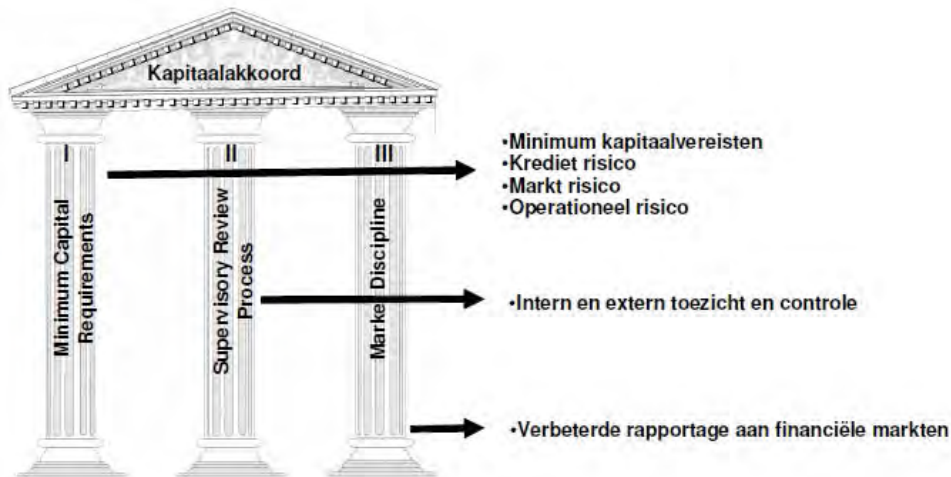 Kapitaalakkoord
I
II
III
Minimum Capital
Requirements
Supervisory Review
Process
Market Discipline
•Minimum kapitaalvereisten
•Krediet risico
•Markt risico
•Operationeel risico
•Intern en extern toezicht en controle
•Verbeterde rapportage aan financiële markten